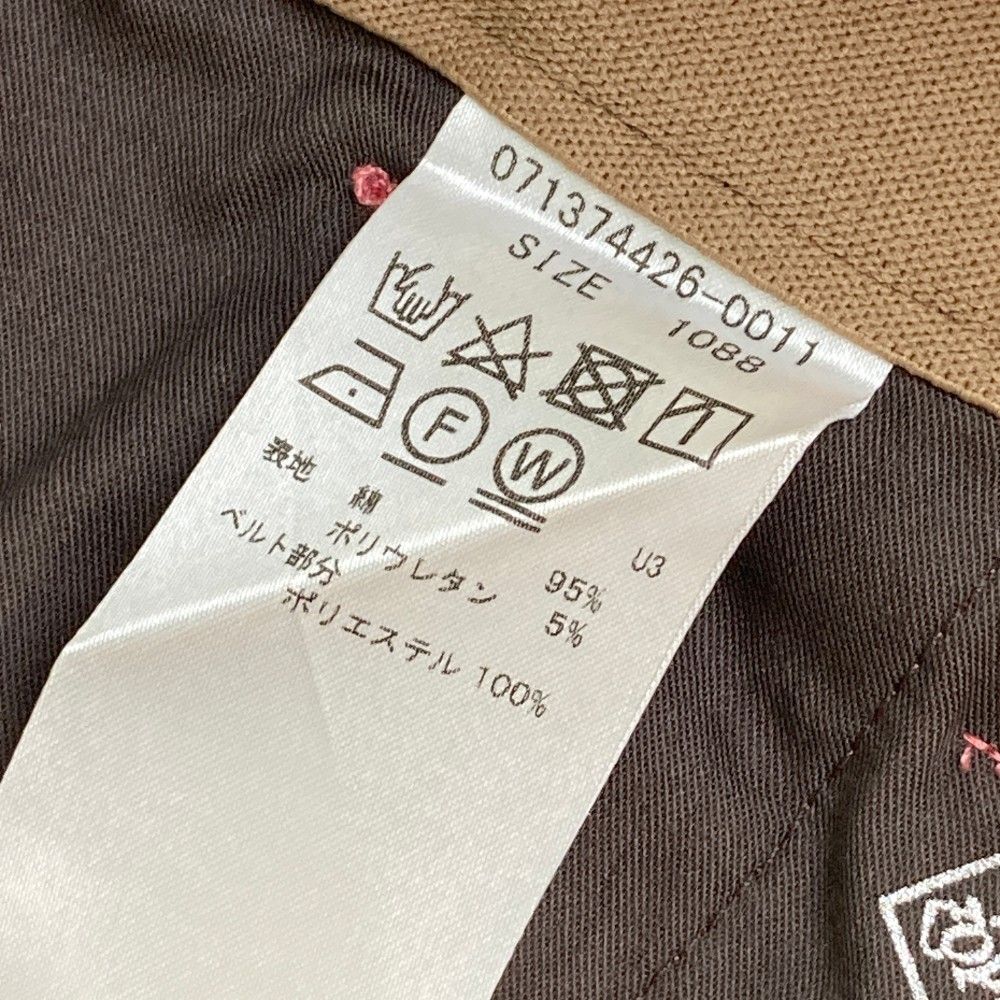 071374426-0011
SIZE
1088
F W
U3
表地 綿 95%
ポリウレタン 5%
ベルト部分
ポリエステル 100%